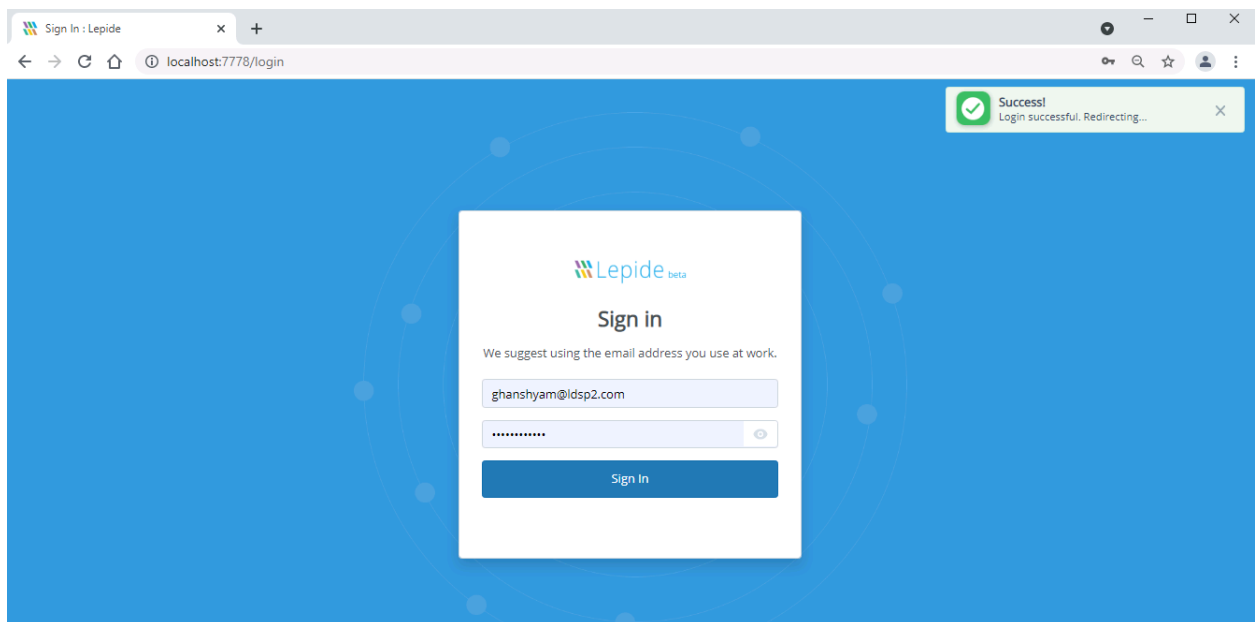 Sign In : Lepide
localhost:7778/login
Success!
Login successful. Redirecting...
Lepide beta
Sign in
We suggest using the email address you use at work.
ghanshyam@ldsp2.com
••••••••••••
Sign In